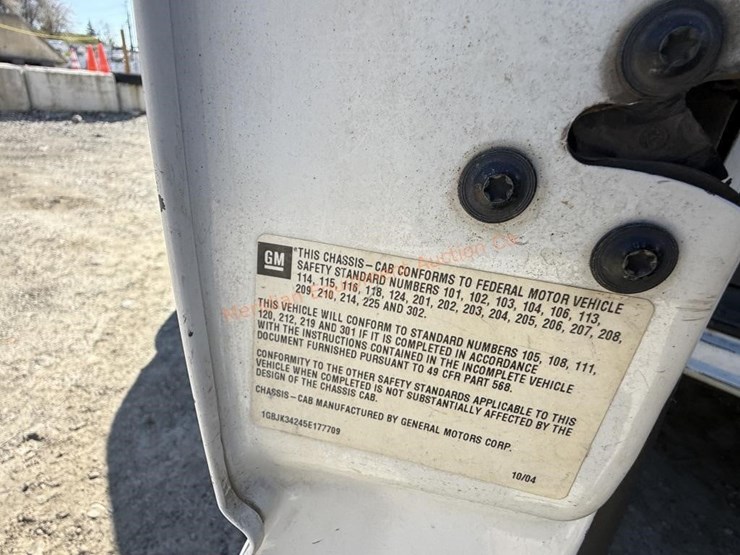 GM
"THIS CHASSIS-CAB CONFORMS TO FEDERAL MOTOR VEHICLE
SAFETY STANDARD NUMBERS 101, 102, 103, 104, 106, 113,
114, 115, 116, 118, 124, 201, 202, 203, 204, 205, 206, 207, 208,
209, 210, 214, 225 AND 302.
THIS VEHICLE WILL CONFORM TO STANDARD NUMBERS 105, 108, 111,
120, 212, 219 AND 301 IF IT IS COMPLETED IN ACCORDANCE
WITH THE INSTRUCTIONS CONTAINED IN THE INCOMPLETE VEHICLE
DOCUMENT FURNISHED PURSUANT TO 49 CFR PART 568.
CONFORMITY TO THE OTHER SAFETY STANDARDS APPLICABLE TO THIS
VEHICLE WHEN COMPLETED IS NOT SUBSTANTIALLY AFFECTED BY THE
DESIGN OF THE CHASSIS CAB.
CHASSIS-CAB MANUFACTURED BY GENERAL MOTORS CORP.
1GBJK34245E177709
10/04
Auction Co